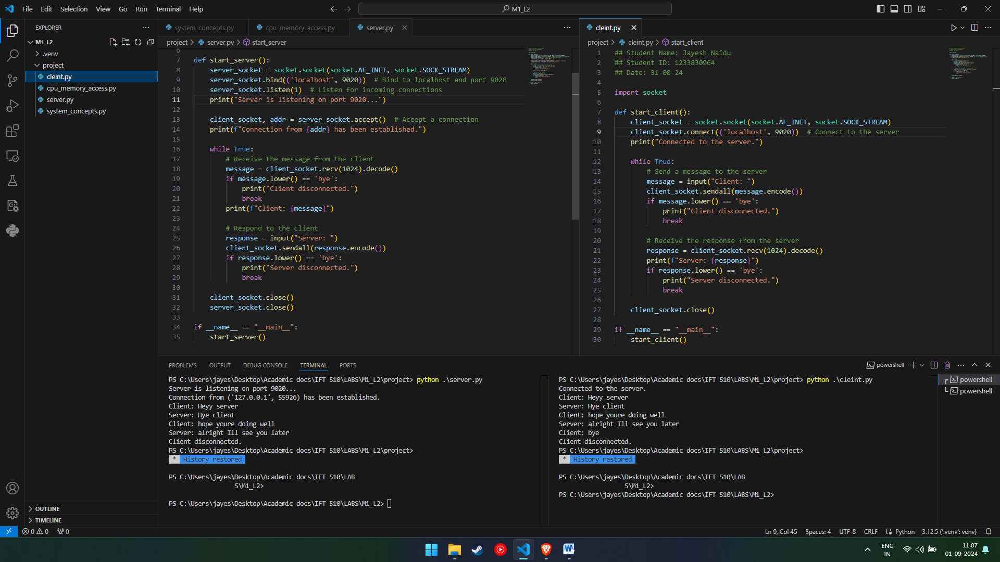 File Edit Selection View Go Run Terminal Help
M1_L2
EXPLORER
M1_L2
.venv
project
cleint.py
cpu_memory_access.py
server.py
system_concepts.py
OUTLINE
TIMELINE
system_concepts.py cpu_memory_access.py server.py
project > server.py > start_server
6
7 def start_server():
8 server_socket = socket.socket(socket.AF_INET, socket.SOCK_STREAM)
9 server_socket.bind(('localhost', 9020))  # Bind to localhost and port 9020
10 server_socket.listen(1)  # Listen for incoming connections
11 print("Server is listening on port 9020...")
12
13 client_socket, addr = server_socket.accept()  # Accept a connection
14 print(f"Connection from {addr} has been established.")
15
16 while True:
17 # Receive the message from the client
18 message = client_socket.recv(1024).decode()
19 if message.lower() == 'bye':
20 print("Client disconnected.")
21 break
22 print(f"Client: {message}")
23
24 # Respond to the client
25 response = input("Server: ")
26 client_socket.sendall(response.encode())
27 if response.lower() == 'bye':
28 print("Server disconnected.")
29 break
30
31 client_socket.close()
32 server_socket.close()
33
34 if __name__ == "__main__":
35 start_server()
cleint.py
project > cleint.py > start_client
1 ## Student Name: Jayesh Naidu
2 ## Student ID: 1233830964
3 ## Date: 31-08-24
4
5 import socket
6
7 def start_client():
8 client_socket = socket.socket(socket.AF_INET, socket.SOCK_STREAM)
9 client_socket.connect(('localhost', 9020))  # Connect to the server
10 print("Connected to the server.")
11
12 while True:
13 # Send a message to the server
14 message = input("Client: ")
15 client_socket.sendall(message.encode())
16 if message.lower() == 'bye':
17 print("Client disconnected.")
18 break
19
20 # Receive the response from the server
21 response = client_socket.recv(1024).decode()
22 print(f"Server: {response}")
23 if response.lower() == 'bye':
24 print("Server disconnected.")
25 break
26
27 client_socket.close()
28
29 if __name__ == "__main__":
30 start_client()
PROBLEMS OUTPUT DEBUG CONSOLE TERMINAL PORTS
powershell
PS C:\Users\jayes\Desktop\Academic docs\IFT 510\LABS\M1_L2\project> python .\server.py
Server is listening on port 9020...
Connection from ('127.0.0.1', 55926) has been established.
Client: Heyy server
Server: Hye client
Client: hope youre doing well
Server: alright Ill see you later
Client disconnected.
PS C:\Users\jayes\Desktop\Academic docs\IFT 510\LABS\M1_L2\project>
* History restored
PS C:\Users\jayes\Desktop\Academic docs\IFT 510\LAB
S\M1_L2>
PS C:\Users\jayes\Desktop\Academic docs\IFT 510\LABS\M1_L2>
PS C:\Users\jayes\Desktop\Academic docs\IFT 510\LABS\M1_L2\project> python .\cleint.py
Connected to the server.
Client: Heyy server
Server: Hye client
Client: hope youre doing well
Server: alright Ill see you later
Client: bye
Client disconnected.
PS C:\Users\jayes\Desktop\Academic docs\IFT 510\LABS\M1_L2\project>
* History restored
PS C:\Users\jayes\Desktop\Academic docs\IFT 510\LAB
S\M1_L2>
PS C:\Users\jayes\Desktop\Academic docs\IFT 510\LABS\M1_L2>
powershell
powershell
0 0 0
Ln 9, Col 45 Spaces: 4 UTF-8 CRLF Python 3.12.5 ('.venv': venv)
ENG
IN
11:07
01-09-2024